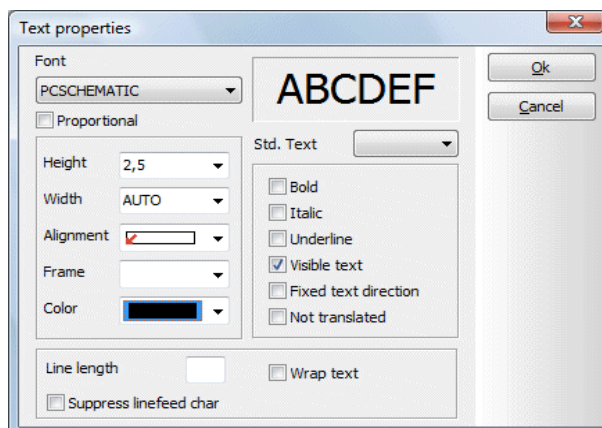 Text properties
Font
PCSCHEMATIC
Proportional
ABCDEF
Ok
Cancel
Std. Text
Height 2,5
Width AUTO
Alignment
Frame
Color
Bold
Italic
Underline
Visible text
Fixed text direction
Not translated
Line length
Wrap text
Suppress linefeed char